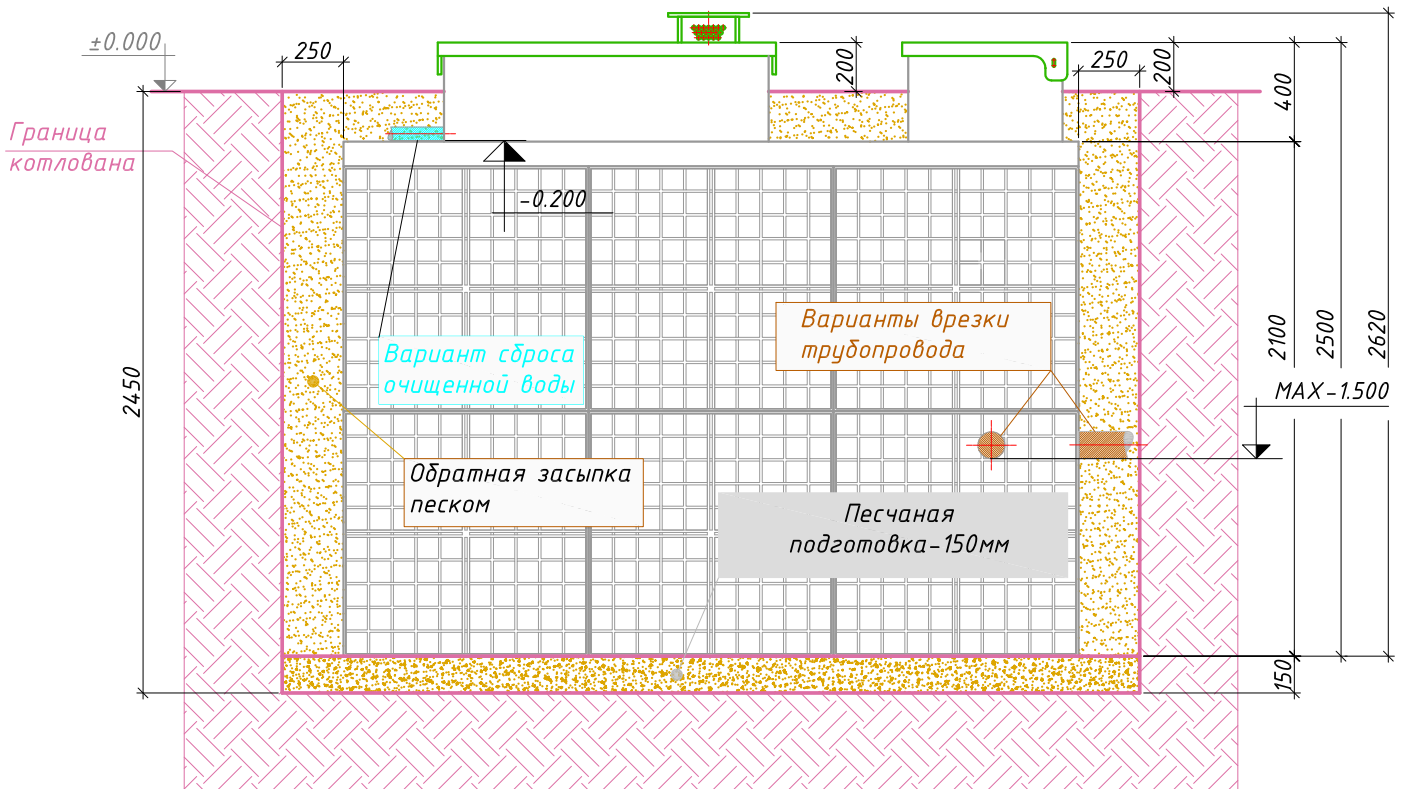 ±0.000
250
200
250
200
400
Граница
котлована
-0.200
2450
Варианты врезки
трубопровода
Вариант сброса
очищенной воды
2100
2500
2620
MAX-1.500
Обратная засыпка
песком
Песчаная
подготовка-150мм
150